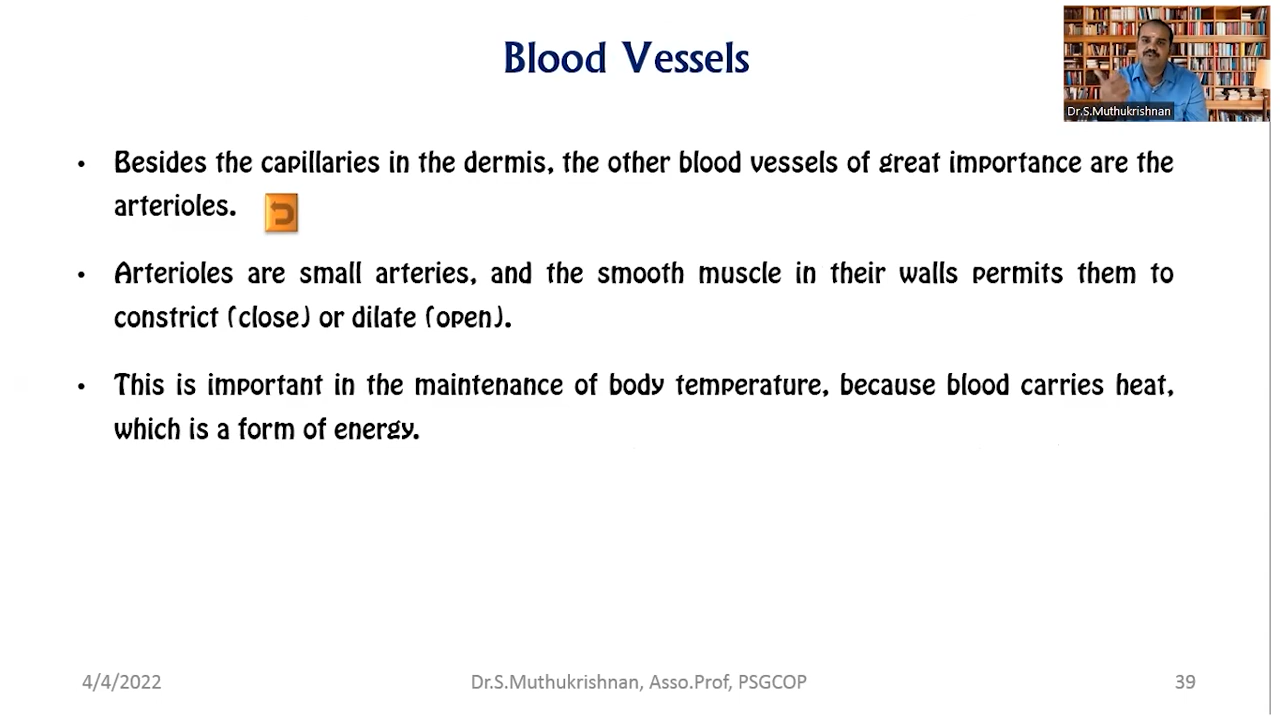 Blood Vessels
Dr.S.Muthukrishnan
• Besides the capillaries in the dermis, the other blood vessels of great importance are the
arterioles.
• Arterioles are small arteries, and the smooth muscle in their walls permits them to
constrict (close) or dilate (open).
• This is important in the maintenance of body temperature, because blood carries heat,
which is a form of energy.
4/4/2022
Dr.S.Muthukrishnan, Asso.Prof, PSGCOP
39